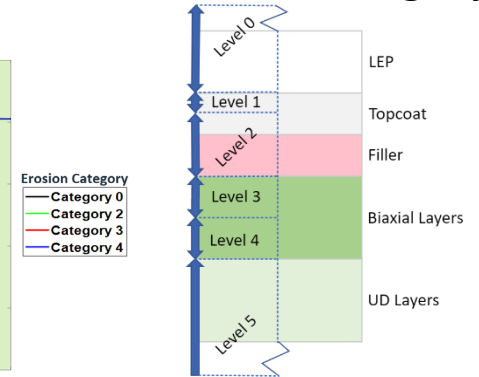 Level 0
LEP
Level 1
Topcoat
Level 2
Filler
Erosion Category
Category 0
Category 2
Category 3
Category 4
Level 3
Biaxial Layers
Level 4
UD Layers
Level 5